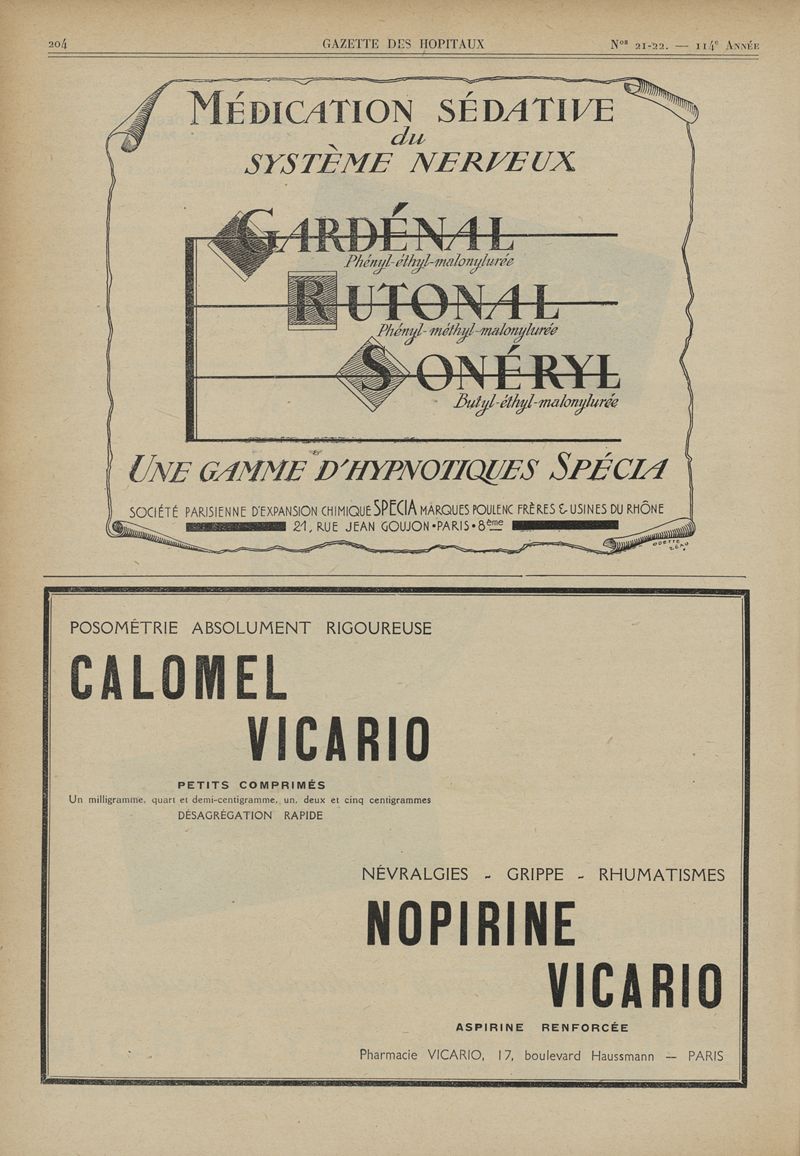 204
GAZETTE DES HOPITAUX
Nos 21-22. — 114e ANNÉE
MÉDICATION SÉDATIVE
du
SYSTÈME NERVEUX
GARDÉNAL
Phényl-éthyl-malonylurée
RUTONAL
Phényl-méthyl-malonylurée
SONÉRYL
Butyl-éthyl-malonylurée
UNE GAMME D'HYPNOTIQUES SPÉCIA
SOCIÉTÉ PARISIENNE D'EXPANSION CHIMIQUE SPECIA MARQUES POULENC FRÈRES & USINES DU RHÔNE
21, RUE JEAN GOUJON • PARIS • 8ème
POSOMÉTRIE ABSOLUMENT RIGOUREUSE
CALOMEL
VICARIO
PETITS COMPRIMÉS
Un milligramme, quart et demi-centigramme, un, deux et cinq centigrammes
DÉSAGRÉGATION RAPIDE
NÉVRALGIES - GRIPPE - RHUMATISMES
NOPIRINE
VICARIO
ASPIRINE RENFORCÉE
Pharmacie VICARIO, 17, boulevard Haussmann — PARIS